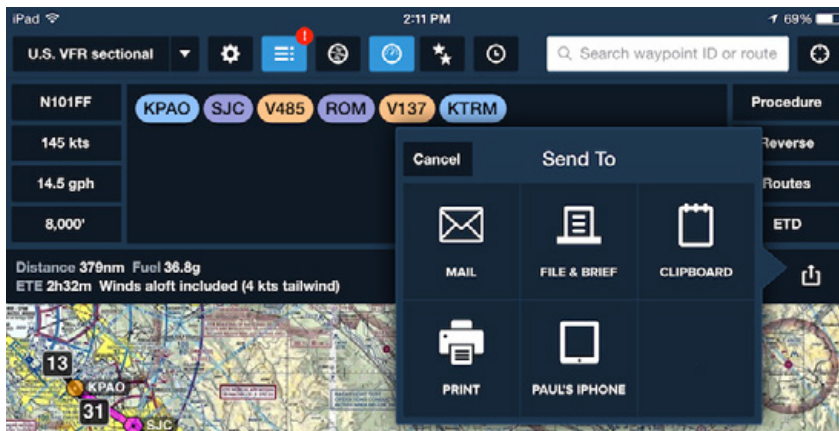 iPad 2:11 PM 69%
U.S. VFR sectional Search waypoint ID or route
!
N101FF KPAO SJC V485 ROM V137 KTRM Procedure
145 kts Reverse
14.5 gph Routes
8,000' ETD
Cancel Send To
MAIL FILE & BRIEF CLIPBOARD
PRINT PAUL'S IPHONE
Distance 379nm Fuel 36.8g
ETE 2h32m Winds aloft included (4 kts tailwind)
13
KPAO
31
SJC